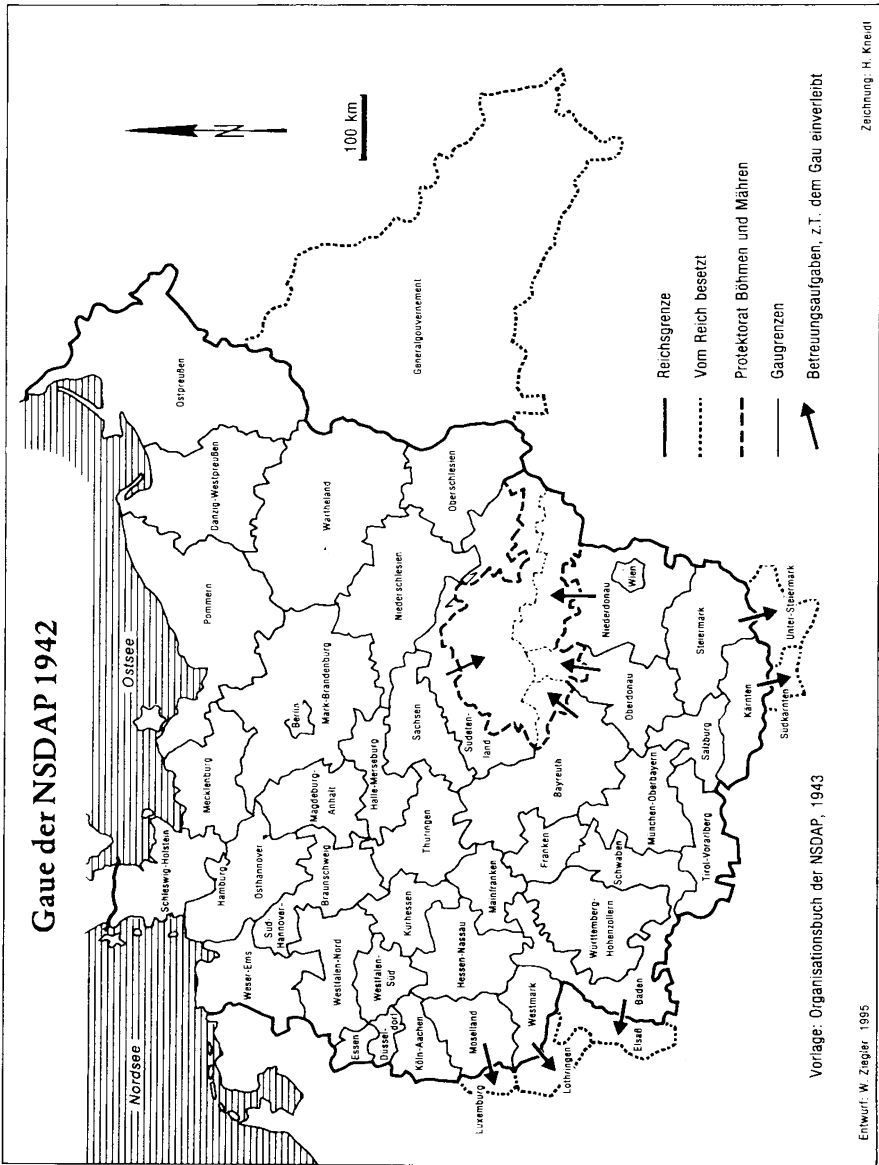 Gaue der NSDAP 1942
Nordsee
Ostsee
100 km
N
Schleswig-Holstein
Hamburg
Mecklenburg
Pommern
Danzig-Westpreußen
Ostpreußen
Weser-Ems
Osthannover
Süd-
Hannover-
Braunschweig
Magdeburg-
Anhalt
Berlin
Mark-Brandenburg
Wartheland
Generalgouvernement
Westfalen-Nord
Westfalen-
Süd
Essen
Düssel-
dorf
Köln-Aachen
Kurhessen
Halle-Merseburg
Sachsen
Niederschlesien
Oberschlesien
Thüringen
Sudeten-
land
Moselland
Hessen-Nassau
Mainfranken
Luxemburg
Westmark
Lothringen
Elsaß
Baden
Württemberg-
Hohenzollern
Franken
Bayreuth
Schwaben
München-Oberbayern
Oberdonau
Niederdonau
Wien
Tirol-Vorarlberg
Salzburg
Steiermark
Kärnten
Südkärnten
Unter-Steiermark
Reichsgrenze
Vom Reich besetzt
Protektorat Böhmen und Mähren
Gaugrenzen
Betreuungsaufgaben, z.T. dem Gau einverleibt
Vorlage: Organisationsbuch der NSDAP, 1943
Entwurf: W. Ziegler 1995
Zeichnung: H. Kneidl